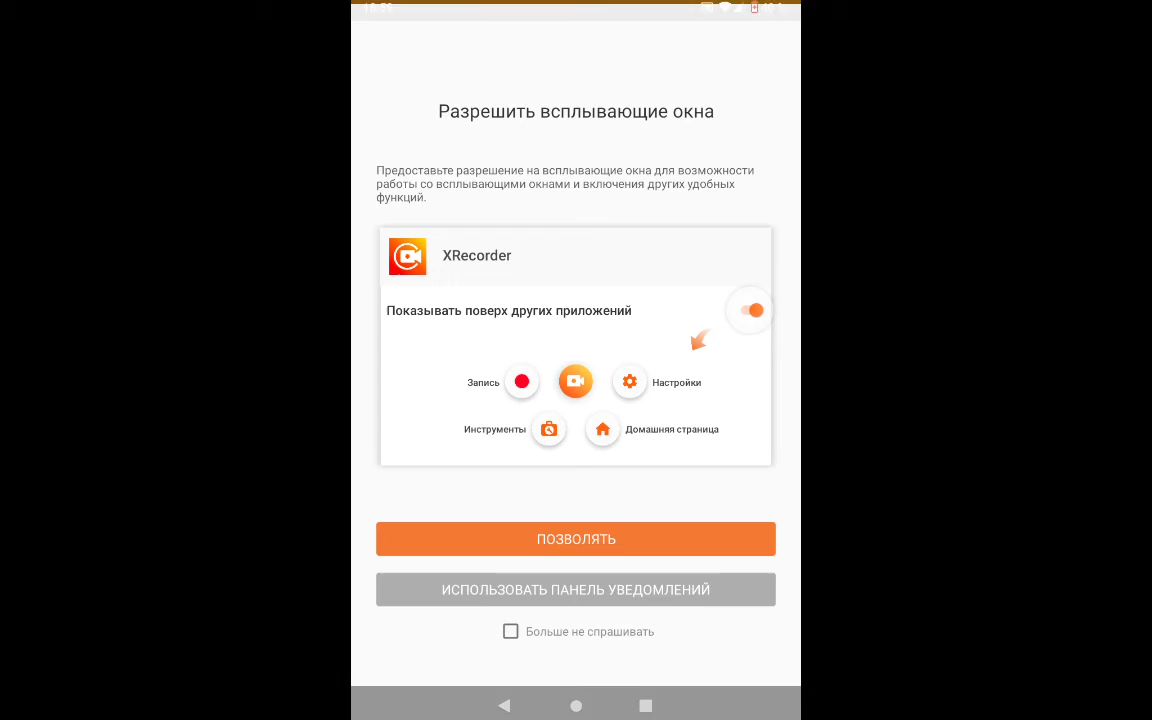 Разрешить всплывающие окна
Предоставьте разрешение на всплывающие окна для возможности
работы со всплывающими окнами и включения других удобных
функций.
XRecorder
Показывать поверх других приложений
Запись
Настройки
Инструменты
Домашняя страница
ПОЗВОЛЯТЬ
ИСПОЛЬЗОВАТЬ ПАНЕЛЬ УВЕДОМЛЕНИЙ
Больше не спрашивать